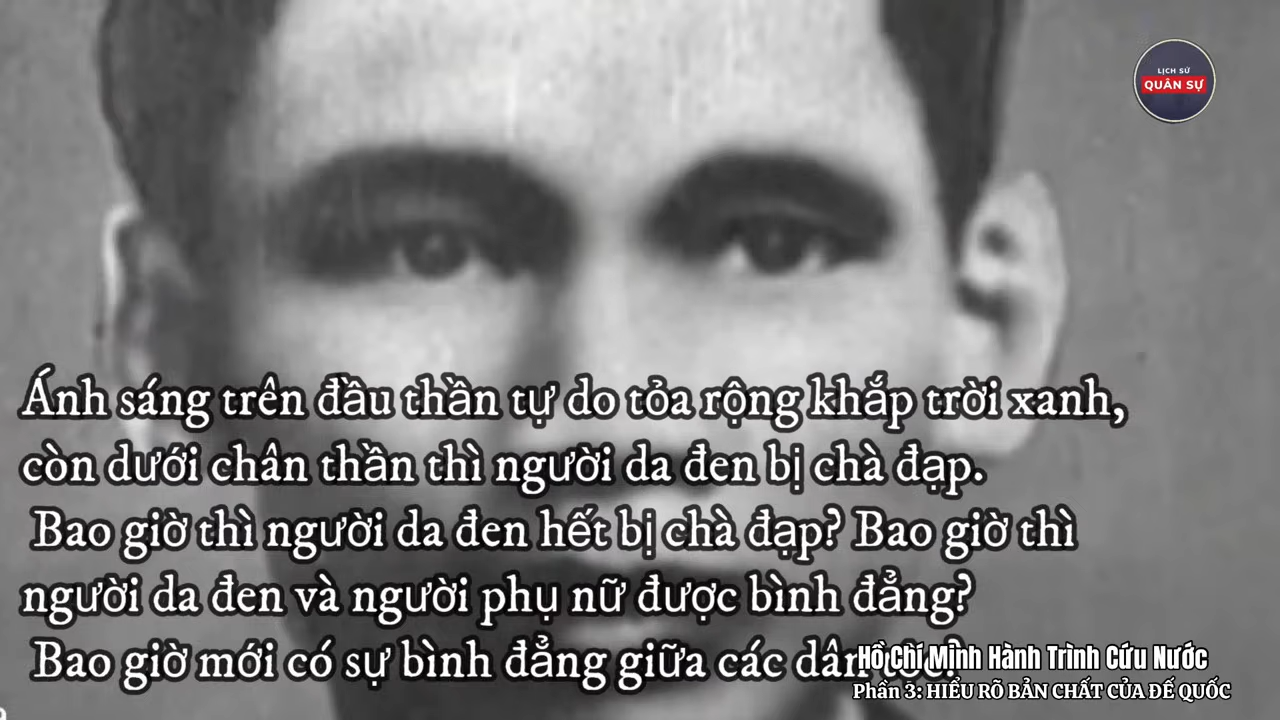 LỊCH SỬ
QUÂN SỰ
Ánh sáng trên đầu thần tự do tỏa rộng khắp trời xanh,
còn dưới chân thần thì người da đen bị chà đạp.
Bao giờ thì người da đen hết bị chà đạp? Bao giờ thì
người da đen và người phụ nữ được bình đẳng?
Bao giờ mới có sự bình đẳng giữa các dân tộc?
Hồ Chí Minh Hành Trình Cứu Nước
Phần 3: HIỂU RÕ BẢN CHẤT CỦA ĐẾ QUỐC